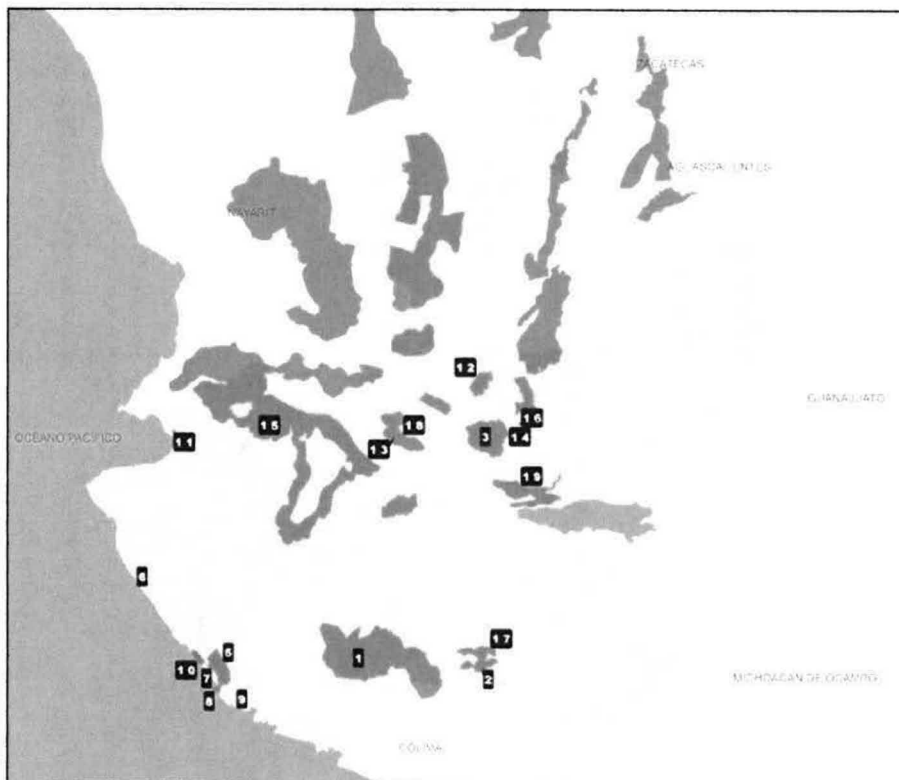 ZACATECAS
AGUASCALIENTES
NAYARIT
12
GUANAJUATO
16
15
18
OCEANO PACIFICO
11
3
14
13
19
6
17
5
1
10
7
2
MICHOACAN DE OCAMPO
8
9
COLIMA